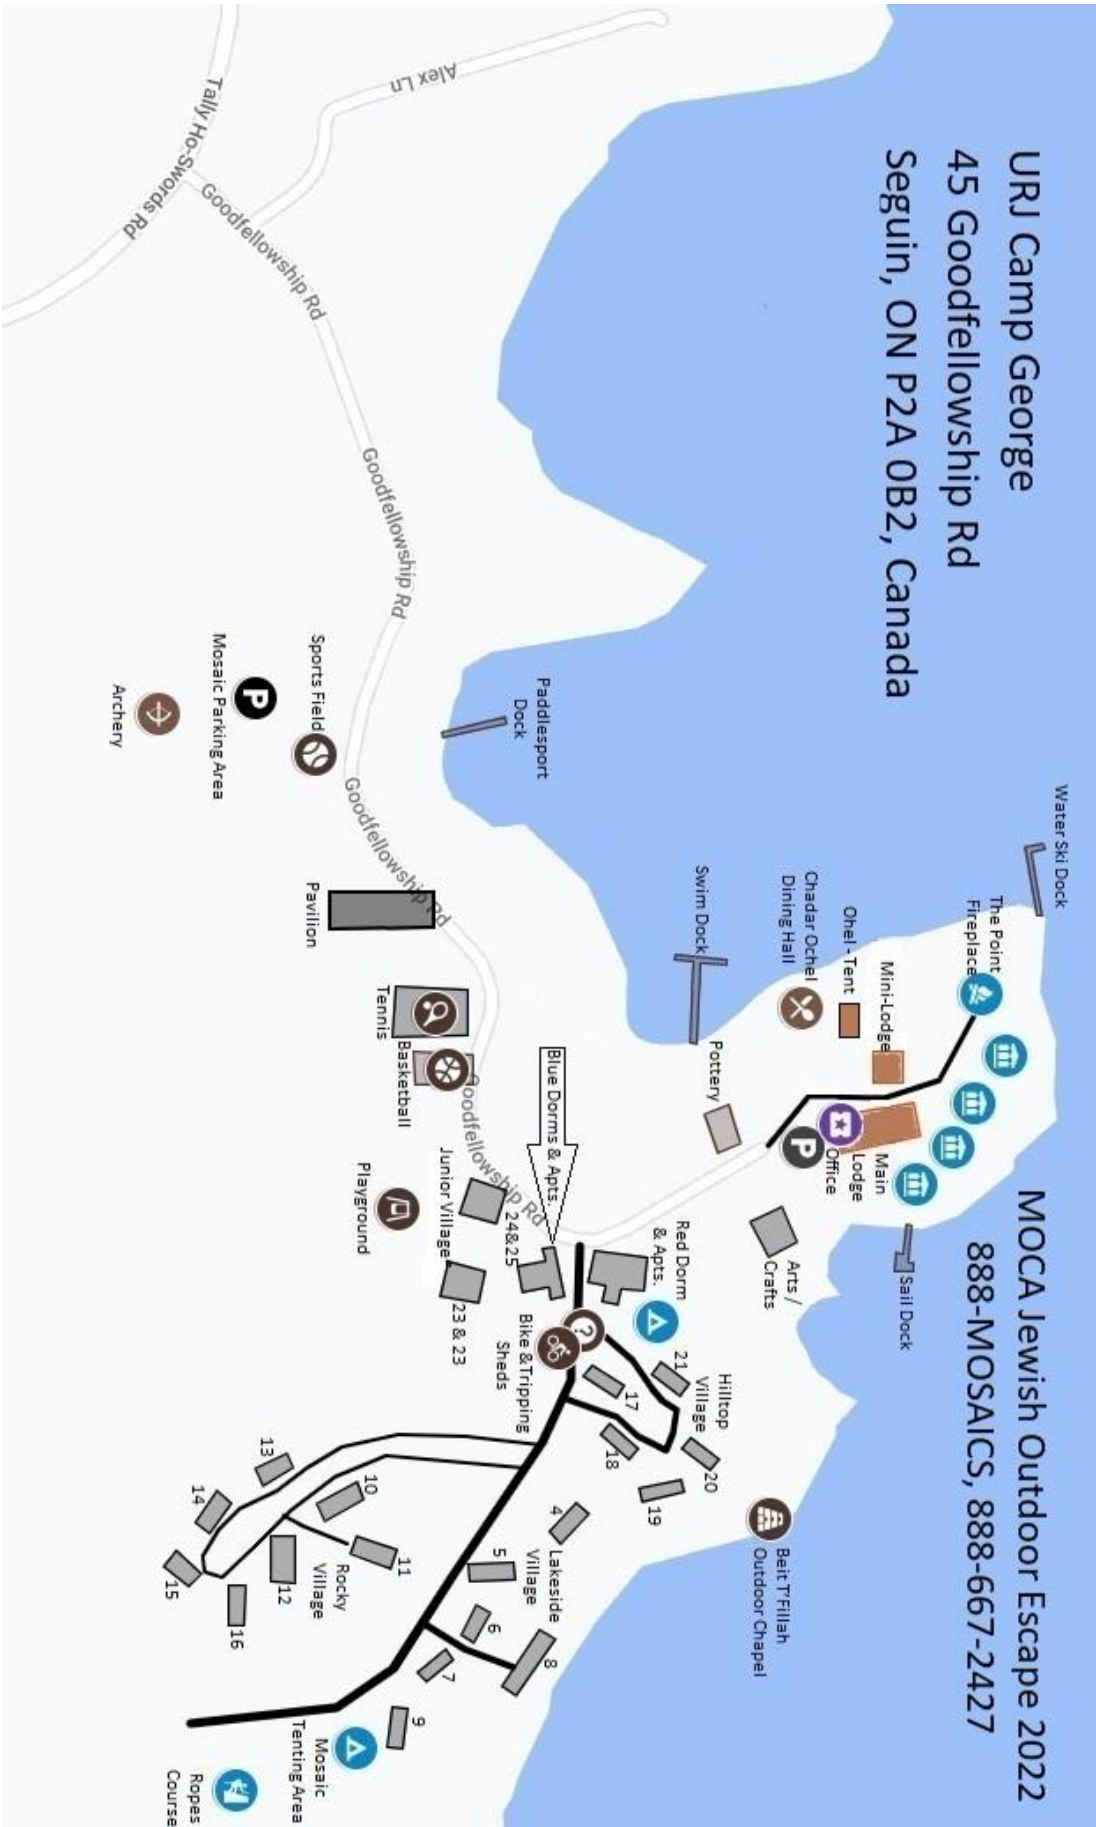 URJ Camp George
45 Goodfellowship Rd
Seguin, ON P2A 0B2, Canada
MOCA Jewish Outdoor Escape 2022
888-MOSAICS, 888-667-2427
Water Ski Dock
The Point
Fireplace
Mini-Lodge
Ohel -Tent
Chadar Ochel
Dining Hall
Swim Dock
Pottery
Main
Lodge
Office
P
Sail Dock
Arts /
Crafts
Paddlesport
Dock
Alex Ln
Tally Ho-Swords Rd
Goodfellowship Rd
Goodfellowship Rd
Goodfellowship Rd
Goodfellowship Rd
Sports Field
P
Mosaic Parking Area
Archery
Pavilion
Tennis
Basketball
Playground
Junior Village
24&25
23 & 23
Blue Dorms & Apts.
Red Dorm
& Apts.
?
Bike &Tripping
Sheds
Hilltop
Village
21
17
18
20
19
Beit T'Fillah
Outdoor Chapel
Lakeside
Village
4
5
6
8
7
9
Rocky
Village
13
10
14
11
12
15
16
Mosaic
Tenting Area
Ropes
Course